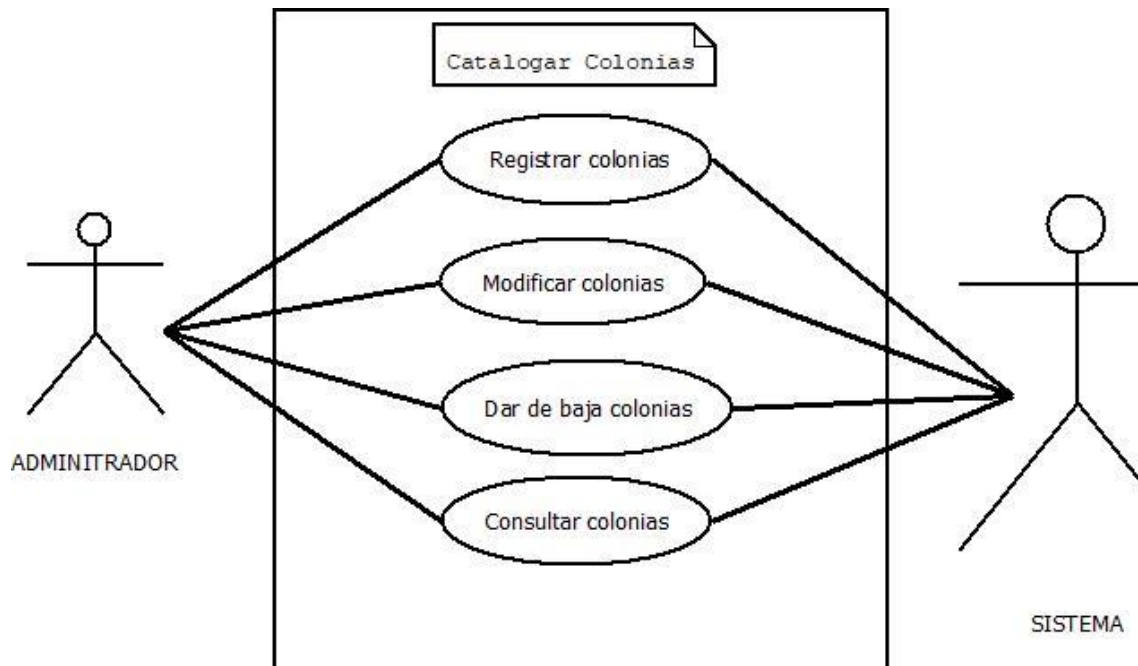 Catalogar Colonias
Registrar colonias
Modificar colonias
Dar de baja colonias
ADMINITRADOR
Consultar colonias
SISTEMA